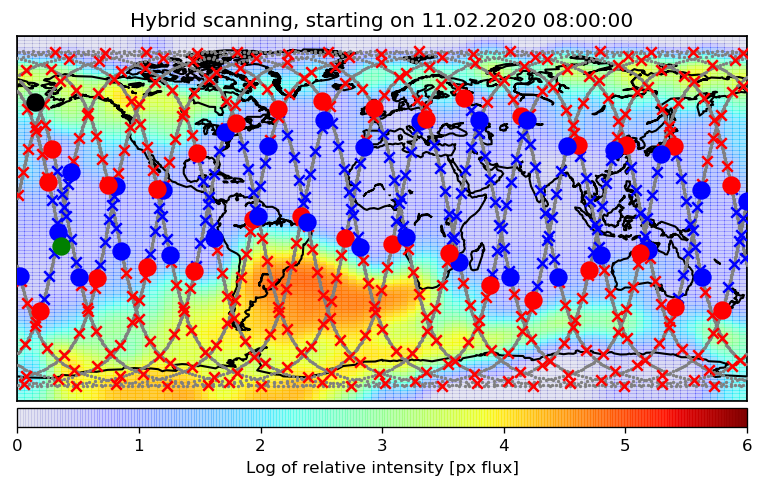 Hybrid scanning, starting on 11.02.2020 08:00:00
0 1 2 3 4 5 6
Log of relative intensity [px flux]